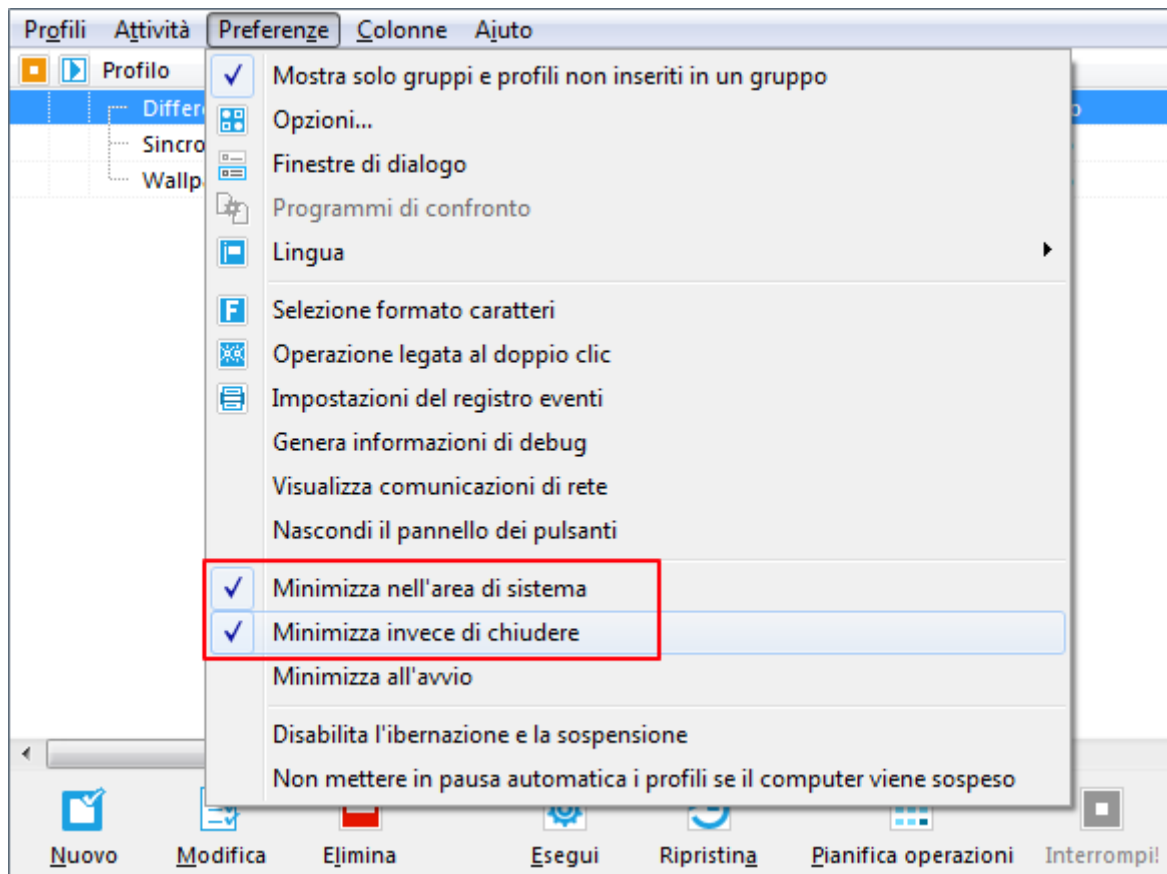 Profili Attività Preferenze Colonne Aiuto
Profilo
Mostra solo gruppi e profili non inseriti in un gruppo
Opzioni...
Finestre di dialogo
Programmi di confronto
Lingua
Selezione formato caratteri
Operazione legata al doppio clic
Impostazioni del registro eventi
Genera informazioni di debug
Visualizza comunicazioni di rete
Nascondi il pannello dei pulsanti
Minimizza nell'area di sistema
Minimizza invece di chiudere
Minimizza all'avvio
Disabilita l'ibernazione e la sospensione
Non mettere in pausa automatica i profili se il computer viene sospeso
Nuovo Modifica Elimina Esegui Ripristina Pianifica operazioni Interrompi!